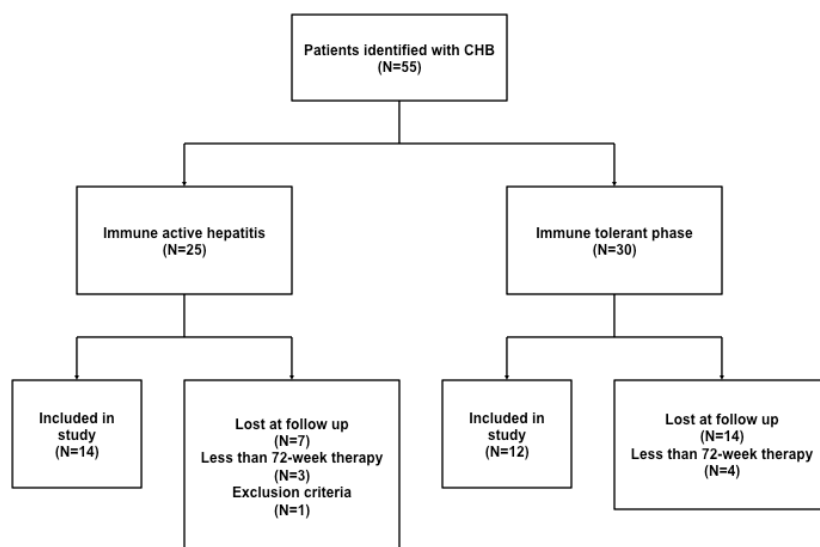 Patients identified with CHB
(N=55)
Immune active hepatitis
(N=25)
Immune tolerant phase
(N=30)
Included in
study
(N=14)
Lost at follow up
(N=7)
Less than 72-week therapy
(N=3)
Exclusion criteria
(N=1)
Included in
study
(N=12)
Lost at follow up
(N=14)
Less than 72-week therapy
(N=4)